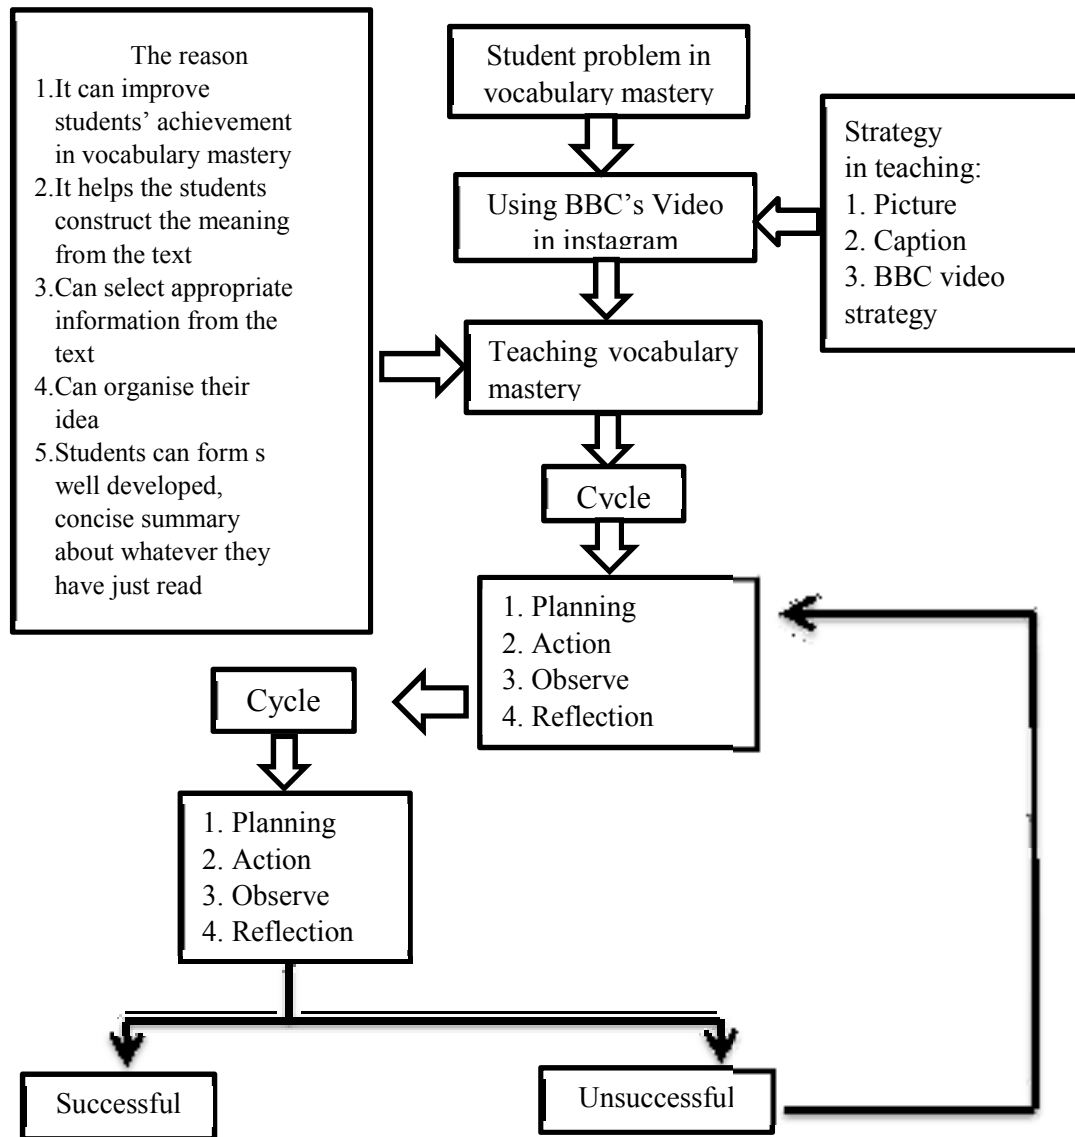 The reason
1.It can improve
students’ achievement
in vocabulary mastery
2.It helps the students
construct the meaning
from the text
3.Can select appropriate
information from the
text
4.Can organise their
idea
5.Students can form s
well developed,
concise summary
about whatever they
have just read
Student problem in
vocabulary mastery
Using BBC’s Video
in instagram
Strategy
in teaching:
1. Picture
2. Caption
3. BBC video
strategy
Teaching vocabulary
mastery
Cycle
1. Planning
2. Action
3. Observe
4. Reflection
Cycle
1. Planning
2. Action
3. Observe
4. Reflection
Successful
Unsuccessful